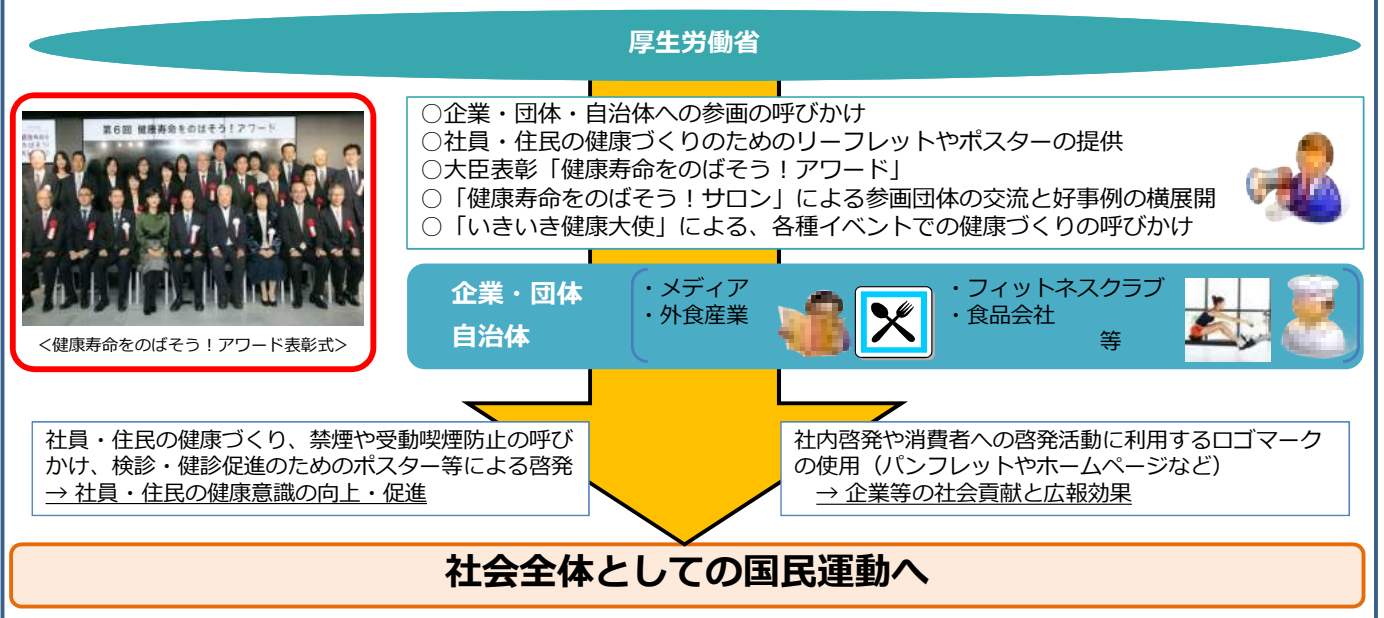 厚生労働省
第6回 健康寿命をのばそう！アワード
＜健康寿命をのばそう！アワード表彰式＞
○企業・団体・自治体への参画の呼びかけ
○社員・住民の健康づくりのためのリーフレットやポスターの提供
○大臣表彰「健康寿命をのばそう！アワード」
○「健康寿命をのばそう！サロン」による参画団体の交流と好事例の横展開
○「いきいき健康大使」による、各種イベントでの健康づくりの呼びかけ
企業・団体
自治体
・メディア
・外食産業
・フィットネスクラブ
・食品会社
等
社員・住民の健康づくり、禁煙や受動喫煙防止の呼び
かけ、検診・健診促進のためのポスター等による啓発
→ 社員・住民の健康意識の向上・促進
社内啓発や消費者への啓発活動に利用するロゴマーク
の使用（パンフレットやホームページなど）
→ 企業等の社会貢献と広報効果
社会全体としての国民運動へ